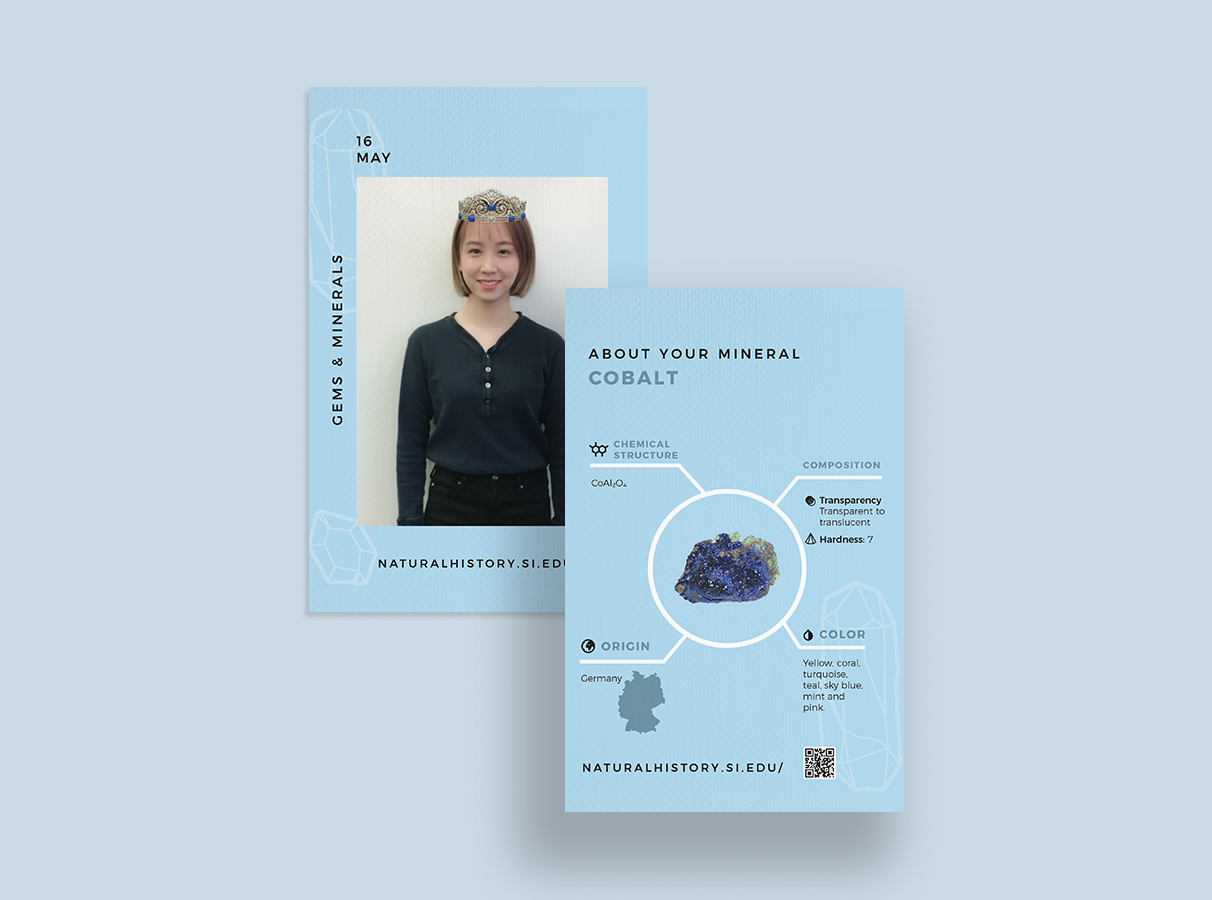 16
MAY
GEMS & MINERALS
NATURALHISTORY.SI.EDU
ABOUT YOUR MINERAL
COBALT
CHEMICAL
STRUCTURE
CoAl₂O₄
COMPOSITION
Transparency
Transparent to
translucent
Hardness: 7
ORIGIN
Germany
COLOR
Yellow, coral,
turquoise,
teal, sky blue,
mint and
pink
NATURALHISTORY.SI.EDU/